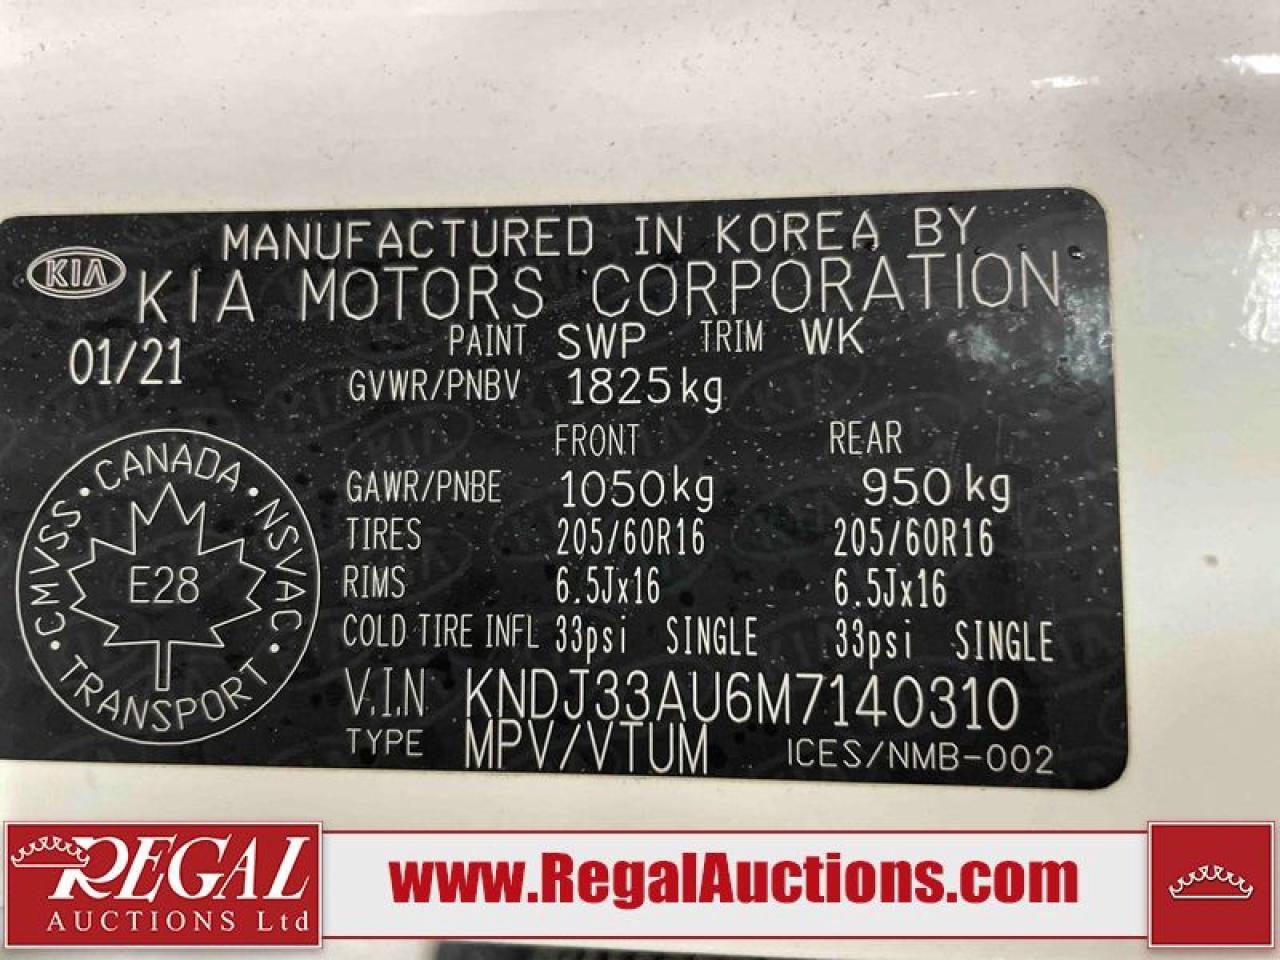 MANUFACTURED IN KOREA BY
KIA KIA MOTORS CORPORATION
01/21 PAINT SWP TRIM WK
GVWR/PNBV 1825kg
FRONT REAR
GAWR/PNBE 1050kg 950kg
TIRES 205/60R16 205/60R16
RIMS 6.5Jx16 6.5Jx16
COLD TIRE INFL 33psi SINGLE 33psi SINGLE
V.I.N KNDJ33AU6M7140310
TYPE MPV/VTUM ICES/NMB-002
CANADA · NSVAC · TRANSPORT · CMVSS ·
E28
REGAL
AUCTIONS Ltd
www.RegalAuctions.com